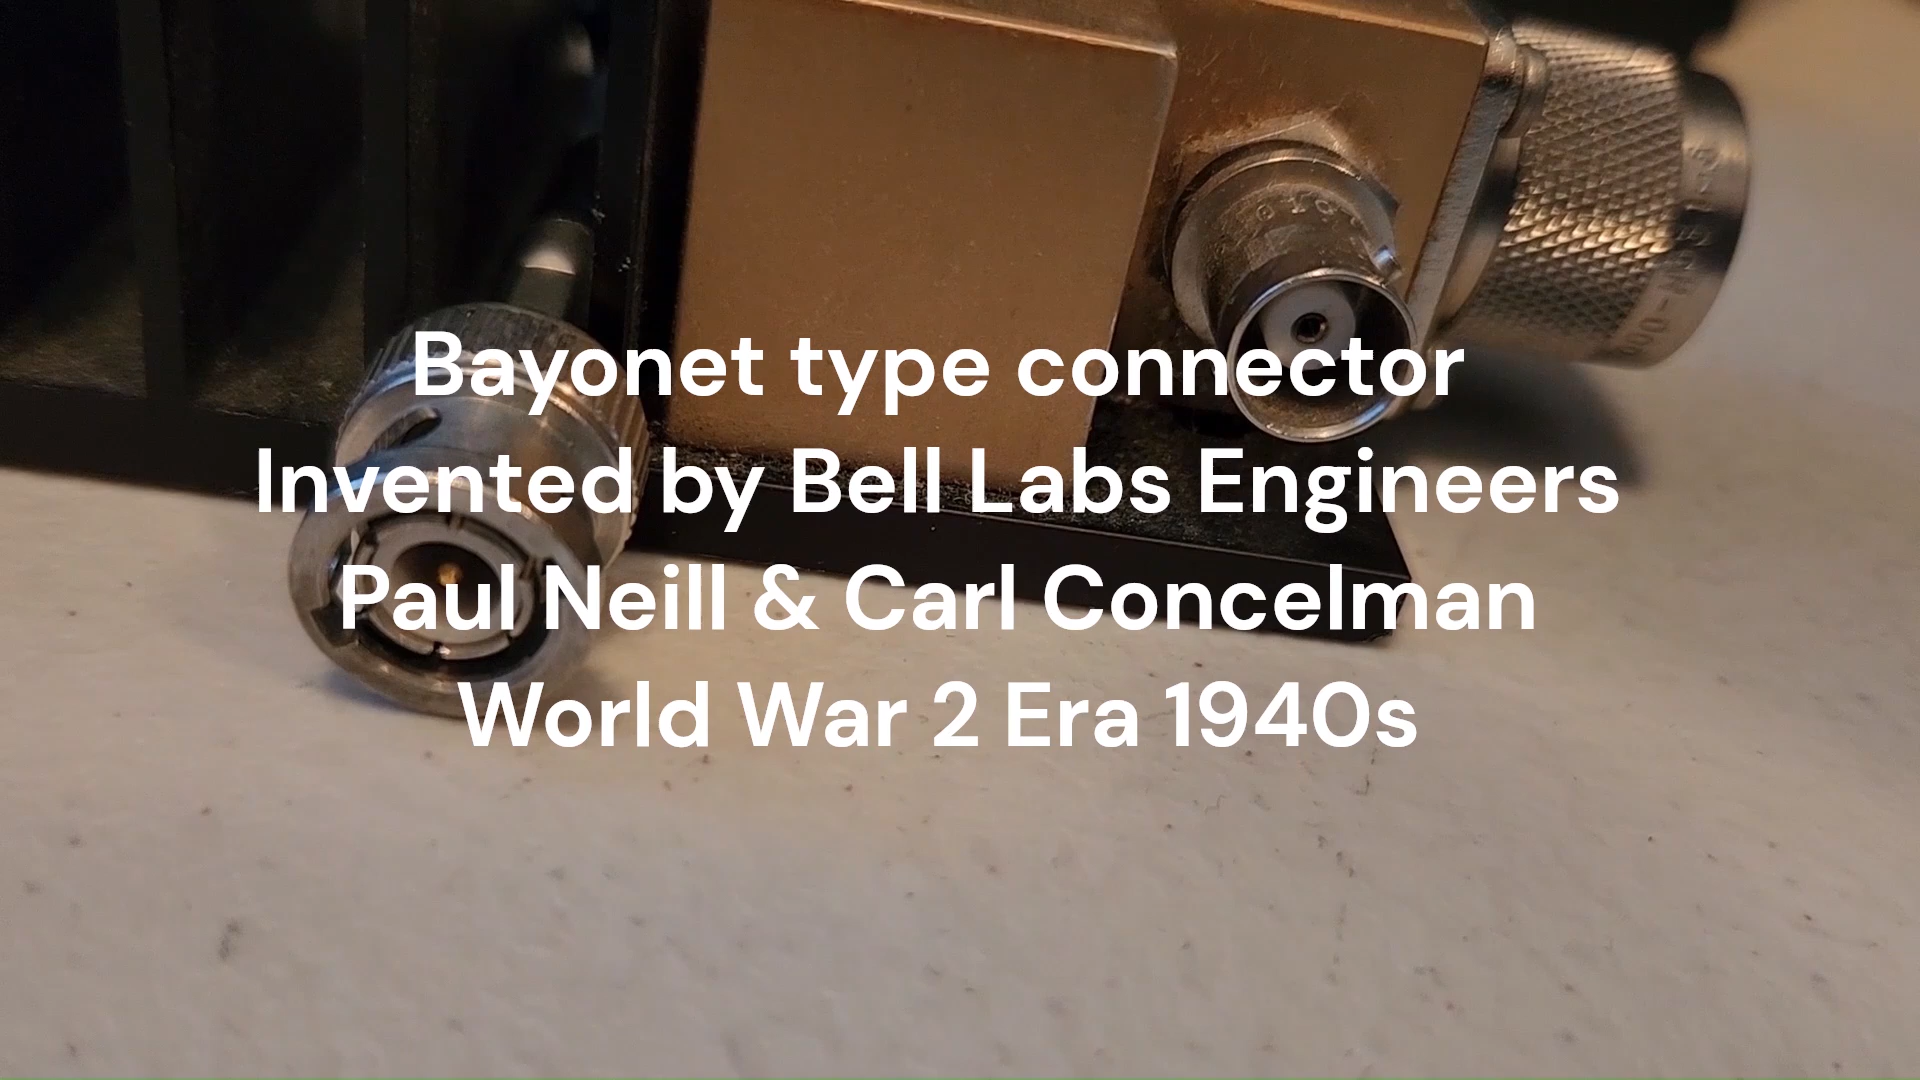 Bayonet type connector
Invented by Bell Labs Engineers
Paul Neill & Carl Concelman
World War 2 Era 1940s